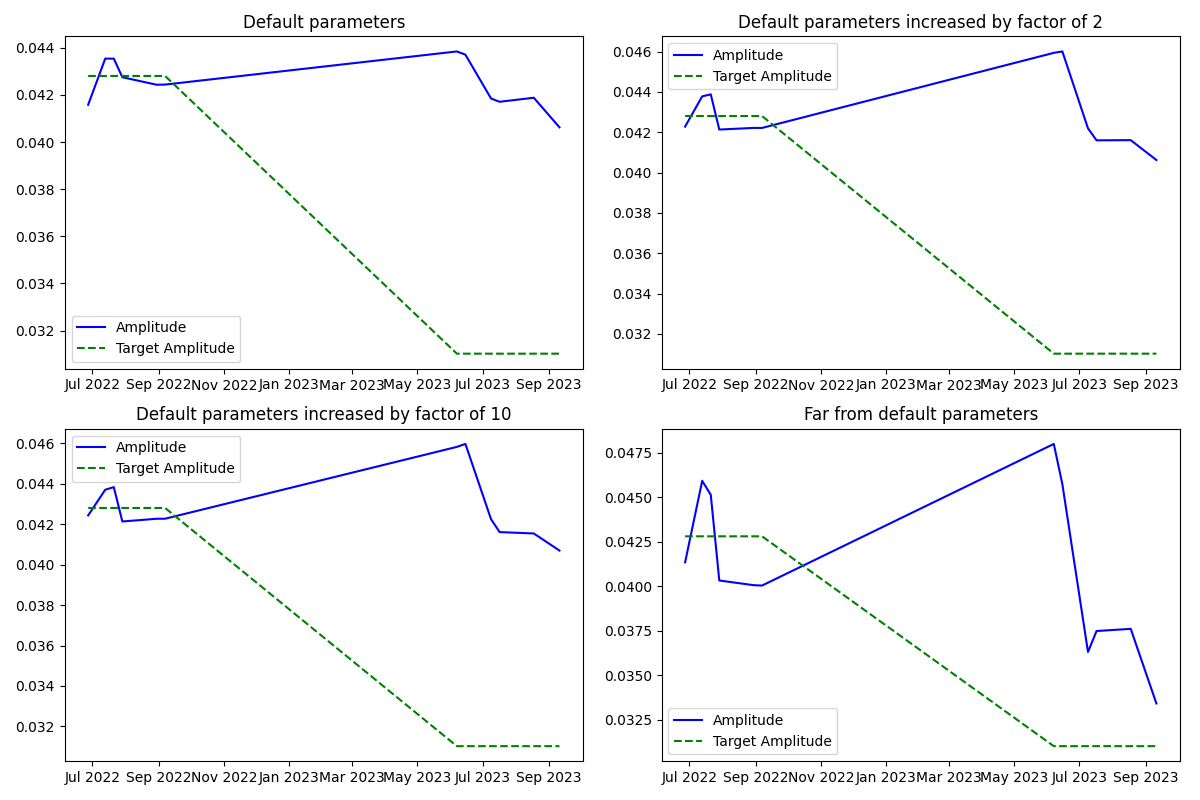 Default parameters
0.044
0.042
0.040
0.038
0.036
0.034
0.032
Amplitude
Target Amplitude
Jul 2022 Sep 2022 Nov 2022 Jan 2023 Mar 2023 May 2023 Jul 2023 Sep 2023
Default parameters increased by factor of 2
Amplitude
Target Amplitude
0.046
0.044
0.042
0.040
0.038
0.036
0.034
0.032
Jul 2022 Sep 2022 Nov 2022 Jan 2023 Mar 2023 May 2023 Jul 2023 Sep 2023
Default parameters increased by factor of 10
Amplitude
Target Amplitude
0.046
0.044
0.042
0.040
0.038
0.036
0.034
0.032
Jul 2022 Sep 2022 Nov 2022 Jan 2023 Mar 2023 May 2023 Jul 2023 Sep 2023
Far from default parameters
0.0475
0.0450
0.0425
0.0400
0.0375
0.0350
0.0325
Amplitude
Target Amplitude
Jul 2022 Sep 2022 Nov 2022 Jan 2023 Mar 2023 May 2023 Jul 2023 Sep 2023